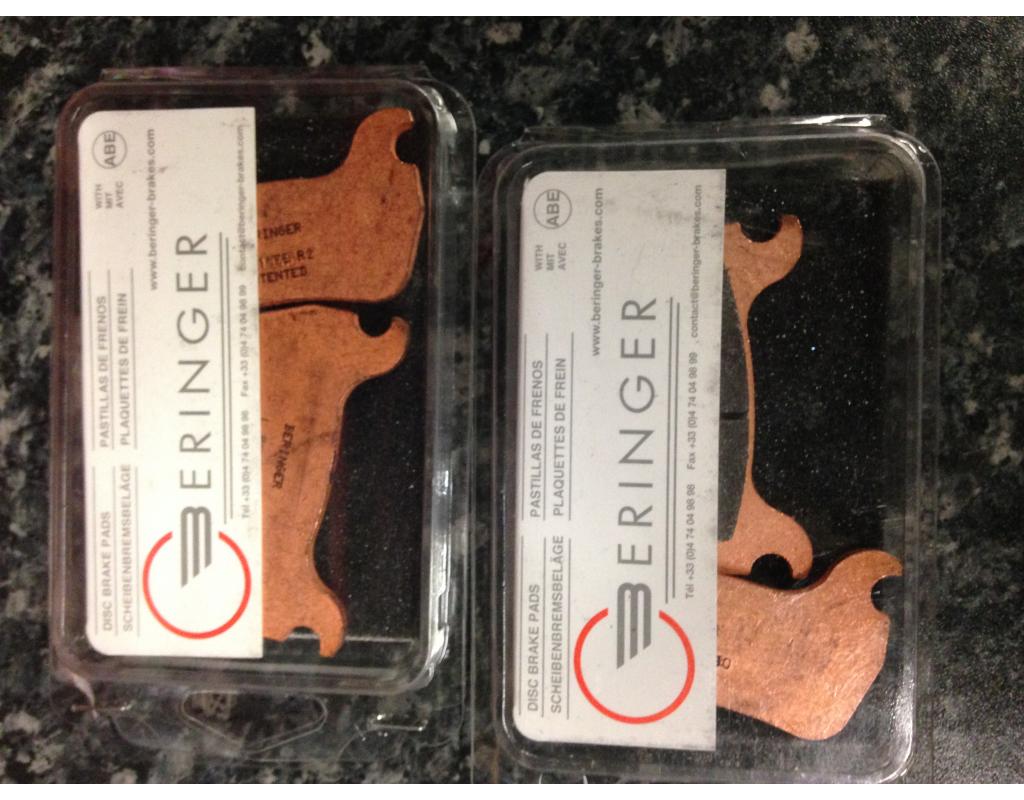 DISC BRAKE PADS
SCHEIBENBREMSBELÄGE
PASTILLAS DE FRENOS
PLAQUETTES DE FREIN
WITH
MIT
AVEC
ABE
www.beringer-brakes.com
BERINGER
Tél +33 (0)4 74 04 98 98 Fax +33 (0)4 74 04 98 99 contact@beringer-brakes.com
BERINGER
DISC BRAKE PADS
SCHEIBENBREMSBELÄGE
PASTILLAS DE FRENOS
PLAQUETTES DE FREIN
WITH
MIT
AVEC
ABE
www.beringer-brakes.com
BERINGER
Tél +33 (0)4 74 04 98 98 Fax +33 (0)4 74 04 98 99 contact@beringer-brakes.com